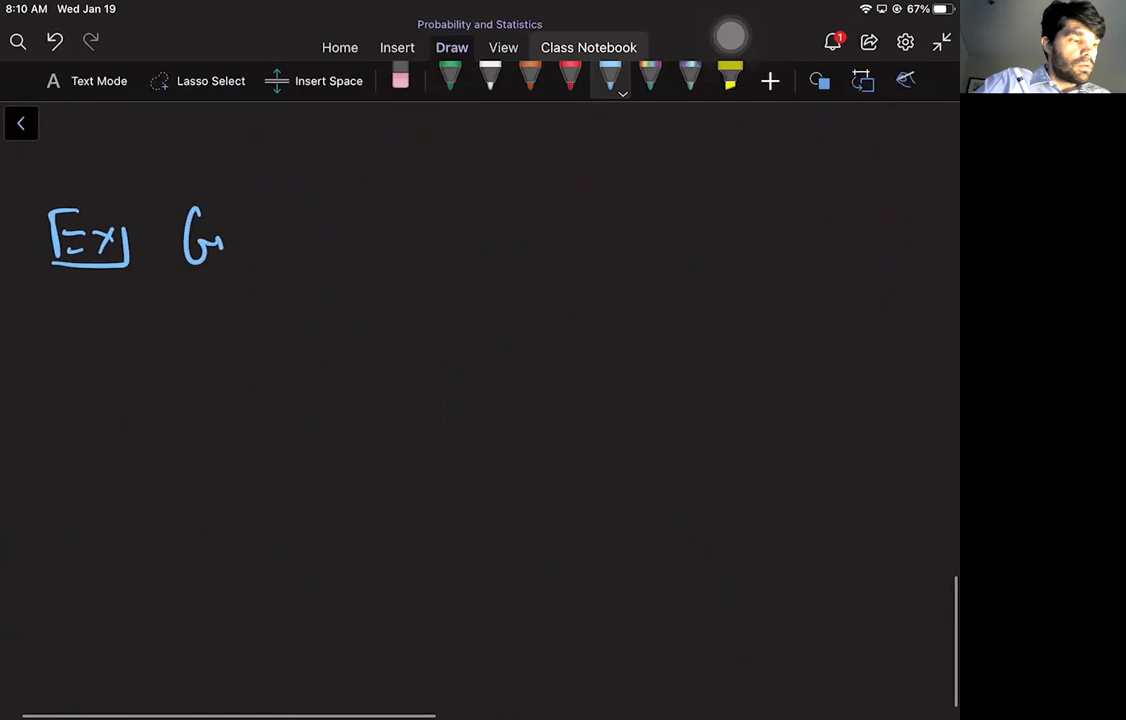 8:10 AM Wed Jan 19
67%
Probability and Statistics
Home Insert Draw View Class Notebook
1
A Text Mode Lasso Select Insert Space
Ex G